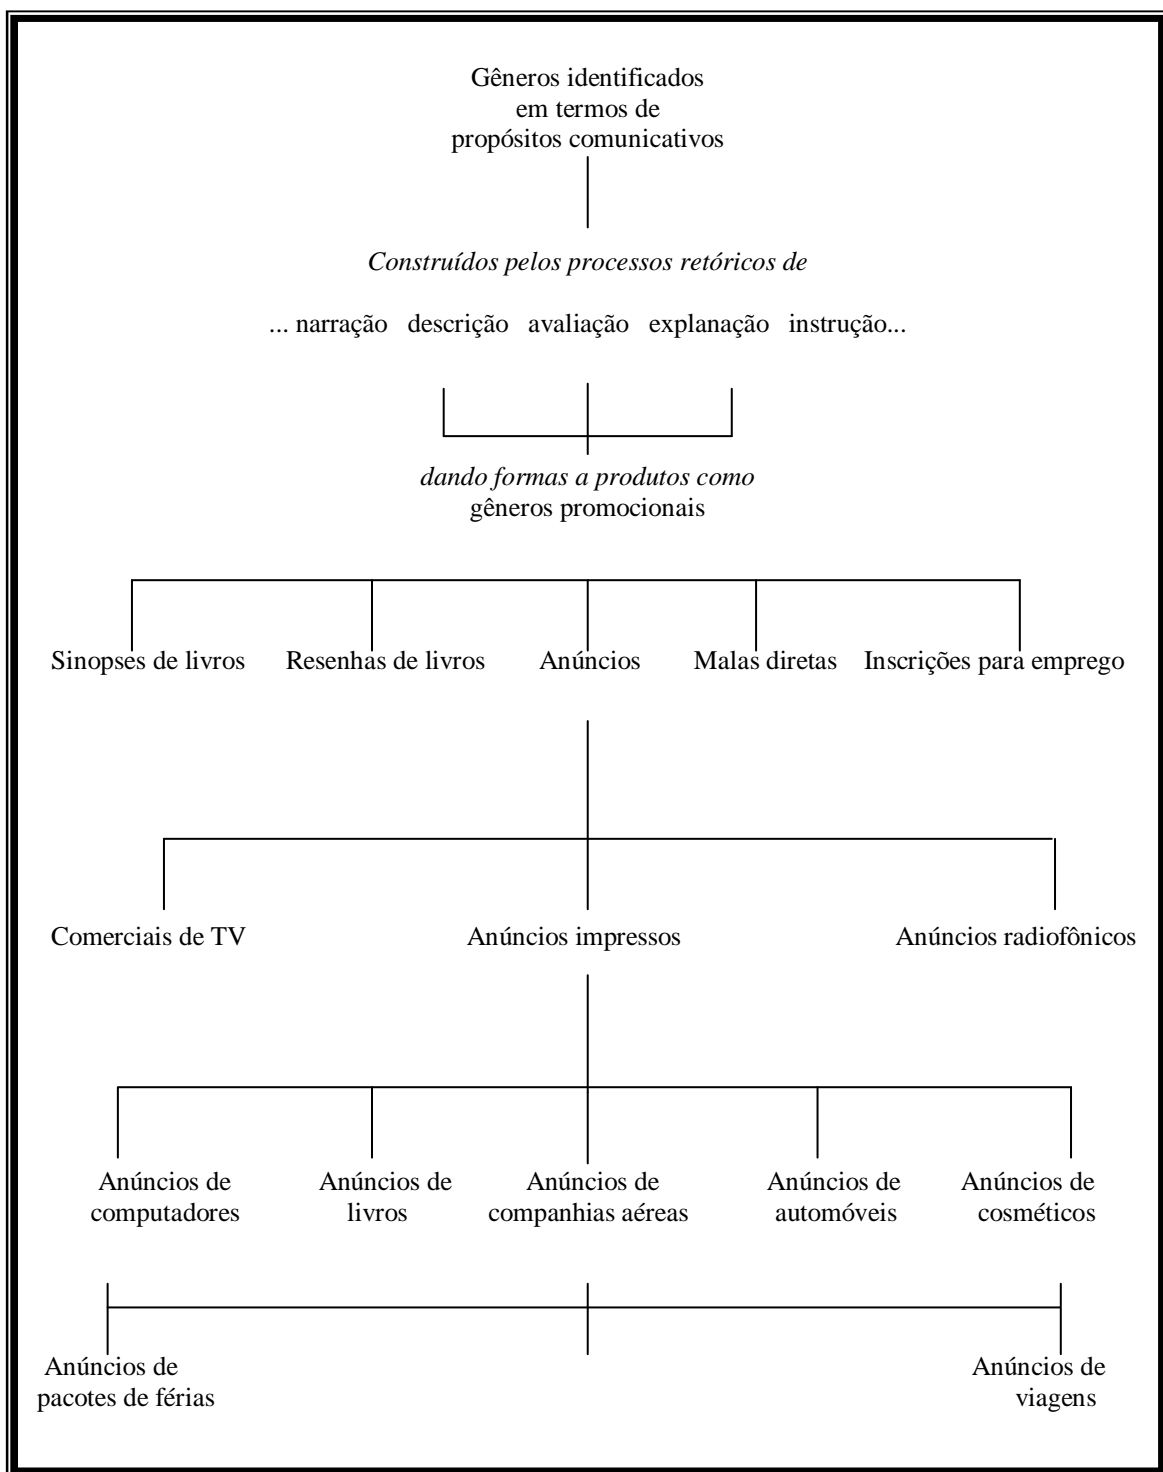 Gêneros identificados
em termos de
propósitos comunicativos
Construídos pelos processos retóricos de
... narração descrição avaliação explanação instrução...
dando formas a produtos como
gêneros promocionais
Sinopses de livros Resenhas de livros Anúncios Malas diretas Inscrições para emprego
Comerciais de TV Anúncios impressos Anúncios radiofônicos
Anúncios de Anúncios de Anúncios de Anúncios de Anúncios de
computadores livros companhias aéreas automóveis cosméticos
Anúncios de Anúncios de
pacotes de férias viagens